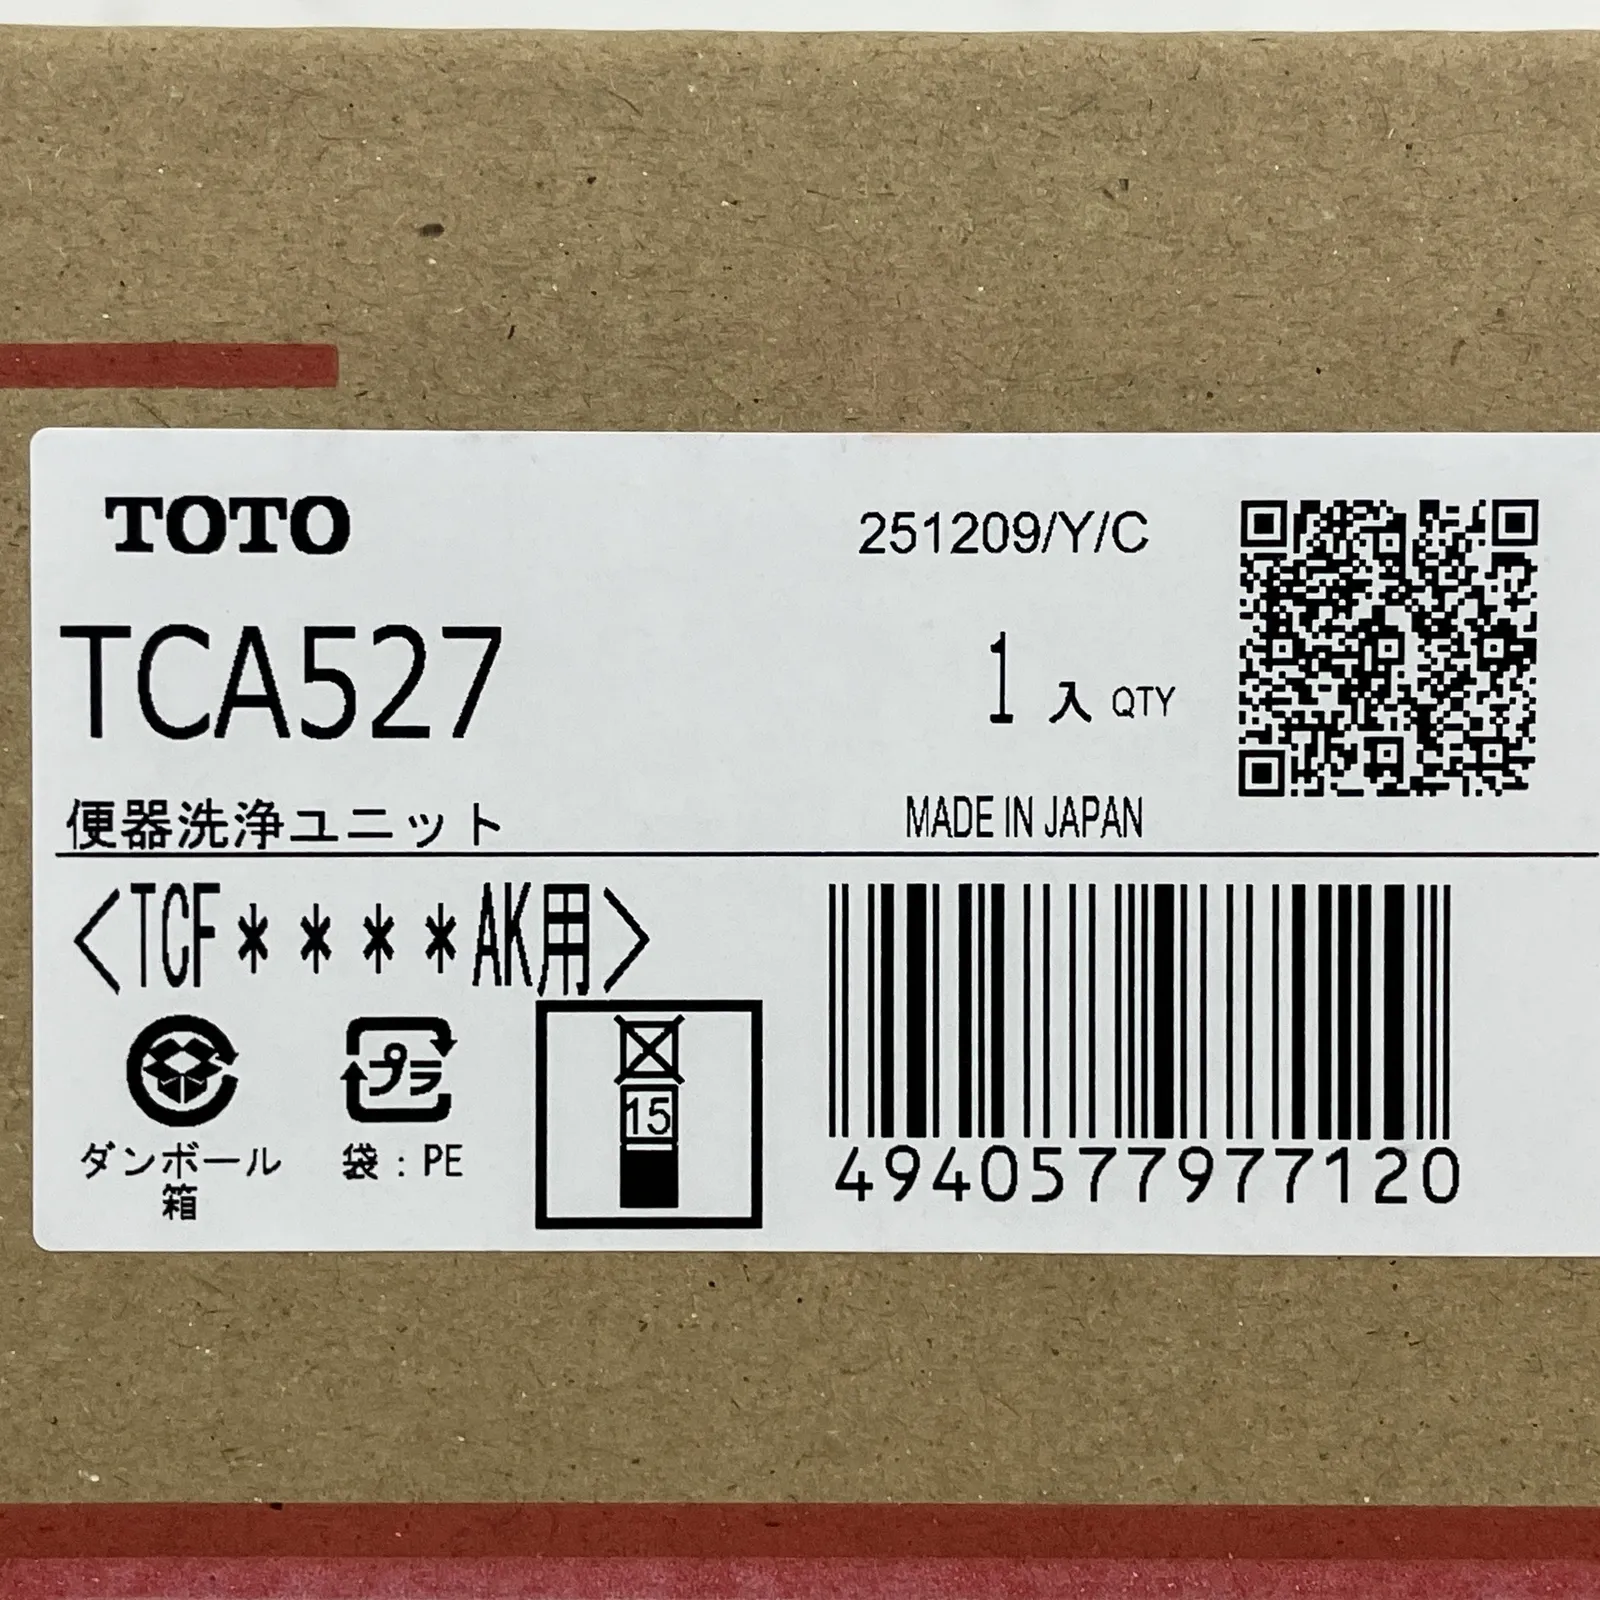 TOTO
251209/Y/C
TCA527
1 入 QTY
便器洗浄ユニット
MADE IN JAPAN
〈TCF****AK用〉
プラ
15
ダンボール
箱
袋:PE
4940577977120